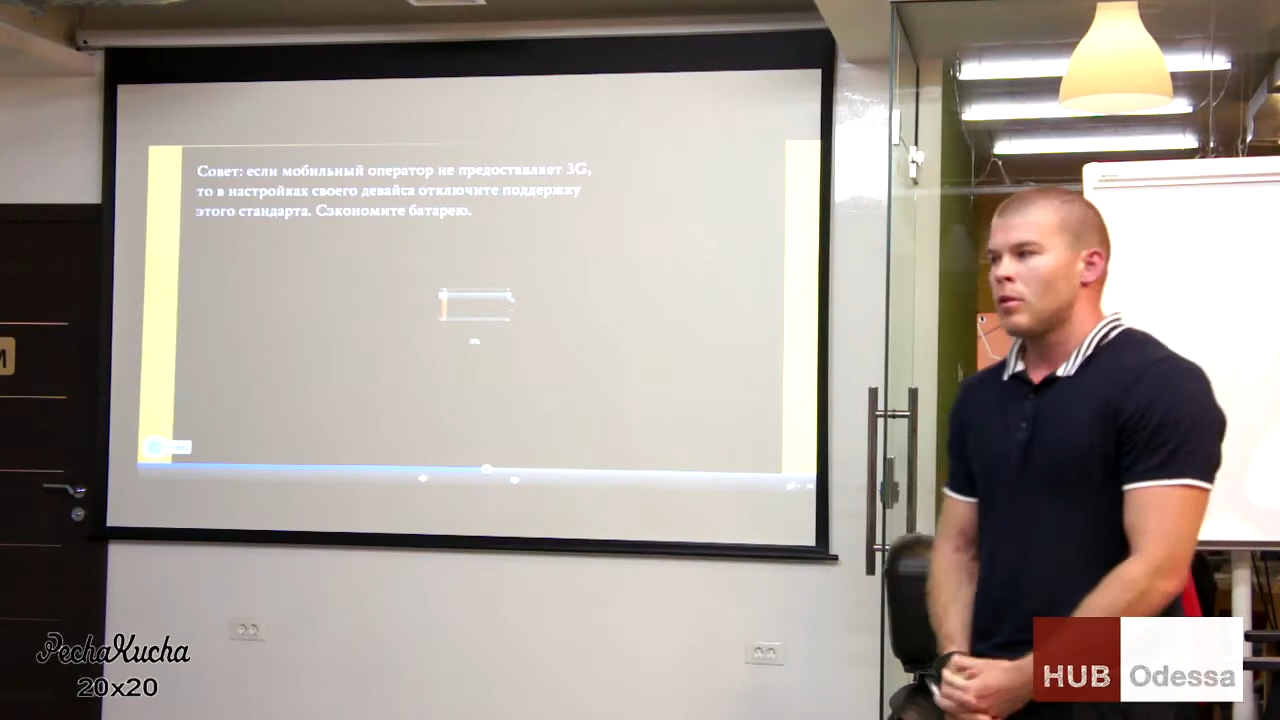 Совет: если мобильный оператор не предоставляет 3G,
то в настройках своего девайса отключите поддержку
этого стандарта. Сэкономите батарею.
PechaKucha
20x20
HUB Odessa